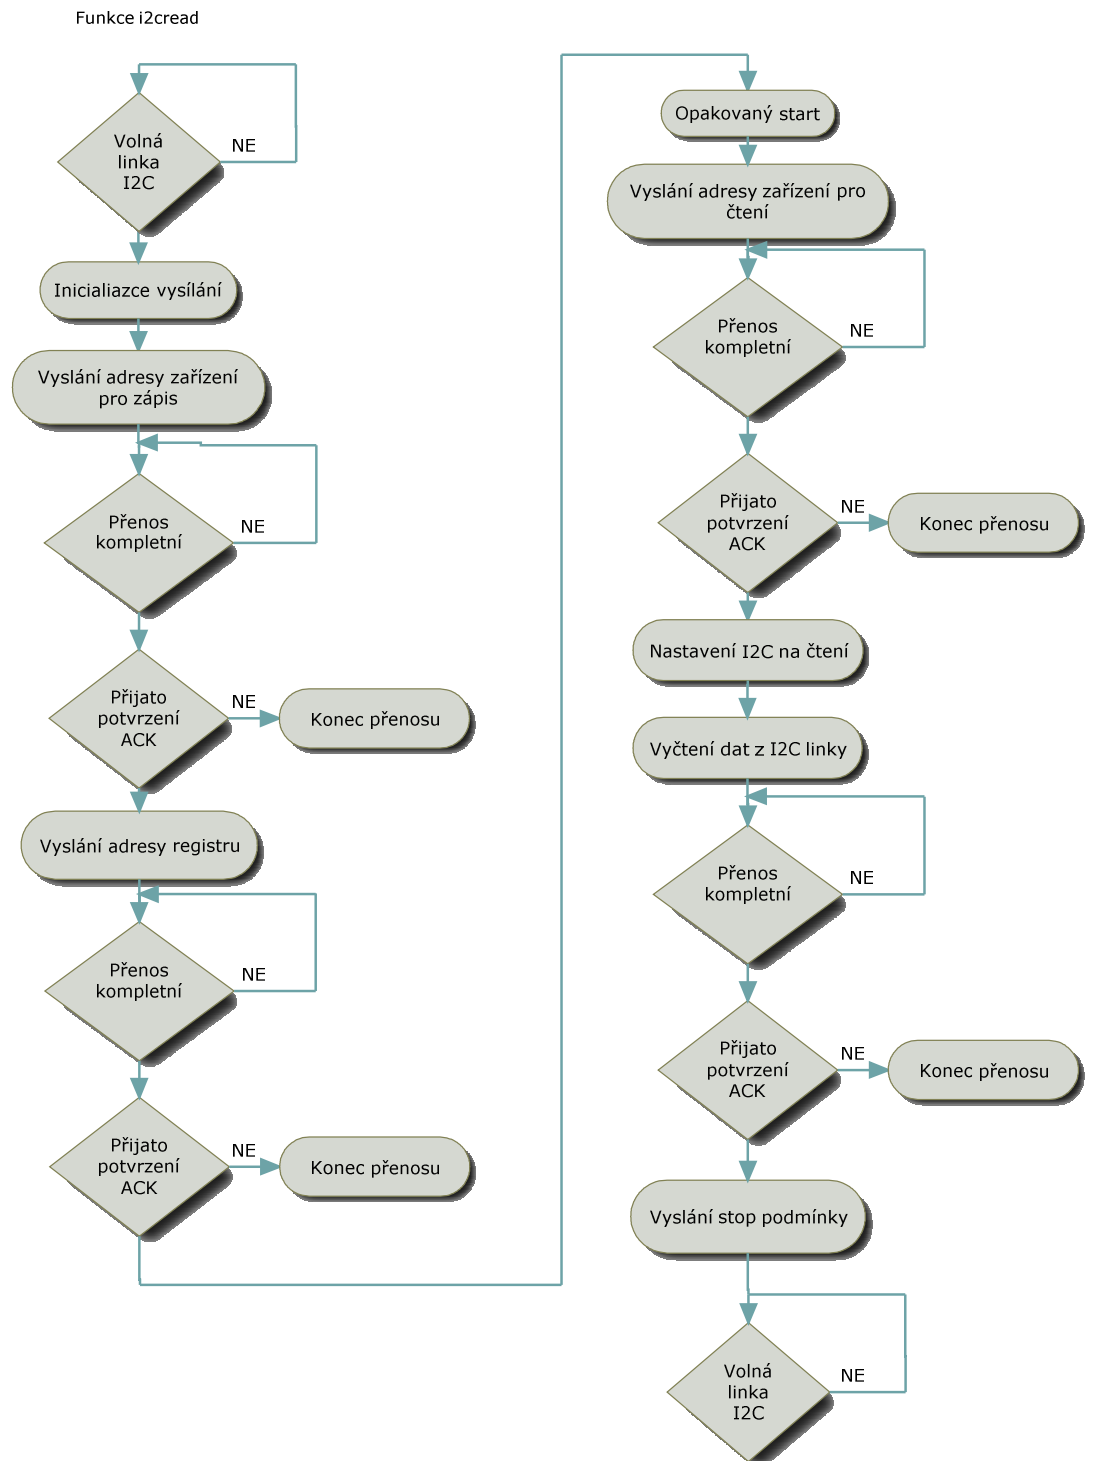 Funkce i2cread
Volná
linka
I2C
NE
Inicialiazce vysílání
Vyslání adresy zařízení
pro zápis
Přenos
kompletní
NE
Přijato
potvrzení
ACK
NE
Konec přenosu
Vyslání adresy registru
Přenos
kompletní
NE
Přijato
potvrzení
ACK
NE
Konec přenosu
Opakovaný start
Vyslání adresy zařízení pro
čtení
Přenos
kompletní
NE
Přijato
potvrzení
ACK
NE
Konec přenosu
Nastavení I2C na čtení
Vyčtení dat z I2C linky
Přenos
kompletní
NE
Přijato
potvrzení
ACK
NE
Konec přenosu
Vyslání stop podmínky
Volná
linka
I2C
NE